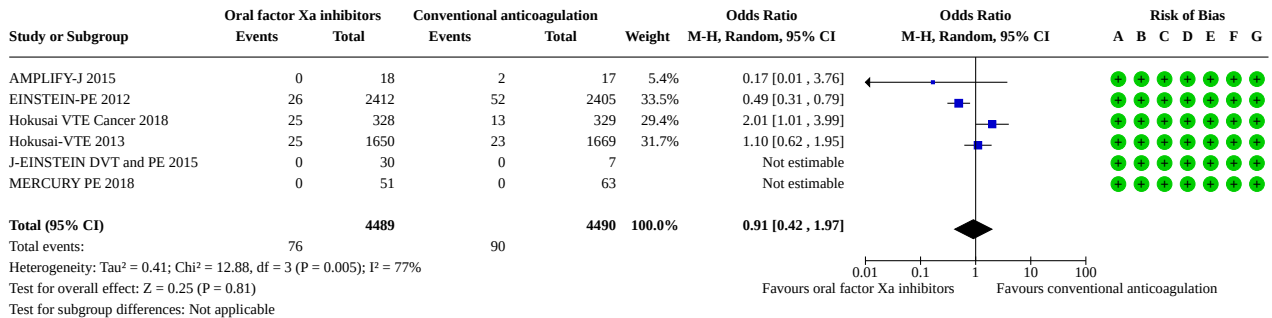 Oral factor Xa inhibitors Conventional anticoagulation Odds Ratio Odds Ratio Risk of Bias
Study or Subgroup Events Total Events Total Weight M-H, Random, 95% CI M-H, Random, 95% CI A B C D E F G
AMPLIFY-J 2015 0 18 2 17 5.4% 0.17 [0.01 , 3.76] + + + + + + +
EINSTEIN-PE 2012 26 2412 52 2405 33.5% 0.49 [0.31 , 0.79] + + + + + + +
Hokusai VTE Cancer 2018 25 328 13 329 29.4% 2.01 [1.01 , 3.99] + + + + + + +
Hokusai-VTE 2013 25 1650 23 1669 31.7% 1.10 [0.62 , 1.95] + + + + + + +
J-EINSTEIN DVT and PE 2015 0 30 0 7 Not estimable + + + + + + +
MERCURY PE 2018 0 51 0 63 Not estimable + + + + + + +
Total (95% CI) 4489 4490 100.0% 0.91 [0.42 , 1.97]
Total events: 76 90
Heterogeneity: Tau² = 0.41; Chi² = 12.88, df = 3 (P = 0.005); I² = 77%
0.01 0.1 1 10 100
Test for overall effect: Z = 0.25 (P = 0.81) Favours oral factor Xa inhibitors Favours conventional anticoagulation
Test for subgroup differences: Not applicable